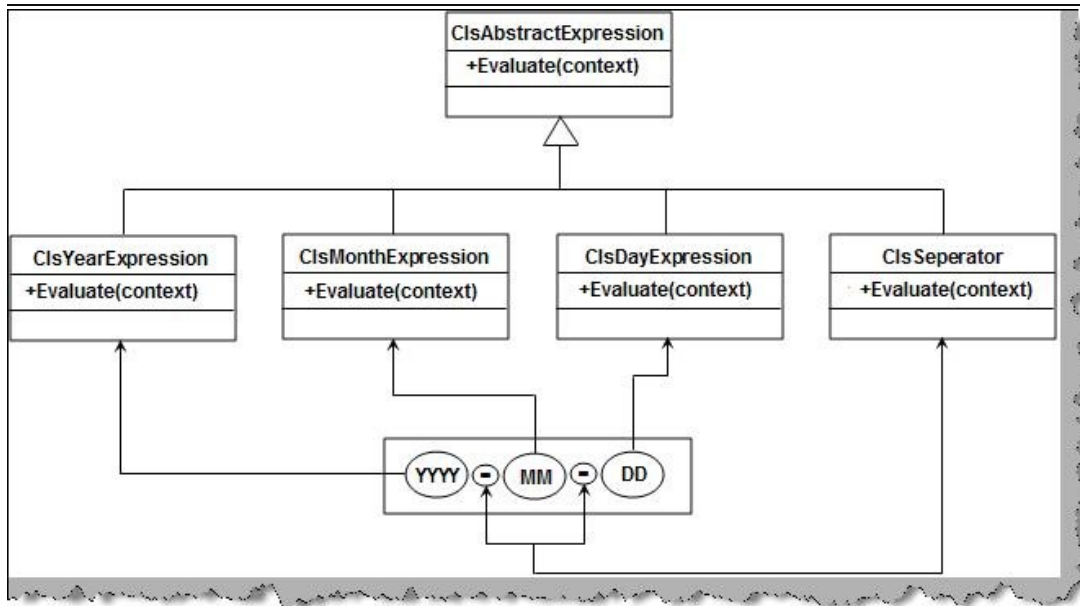 ClsAbstractExpression
+Evaluate(context)
ClsYearExpression
+Evaluate(context)
ClsMonthExpression
+Evaluate(context)
ClsDayExpression
+Evaluate(context)
ClsSeperator
+Evaluate(context)
YYYY - MM - DD